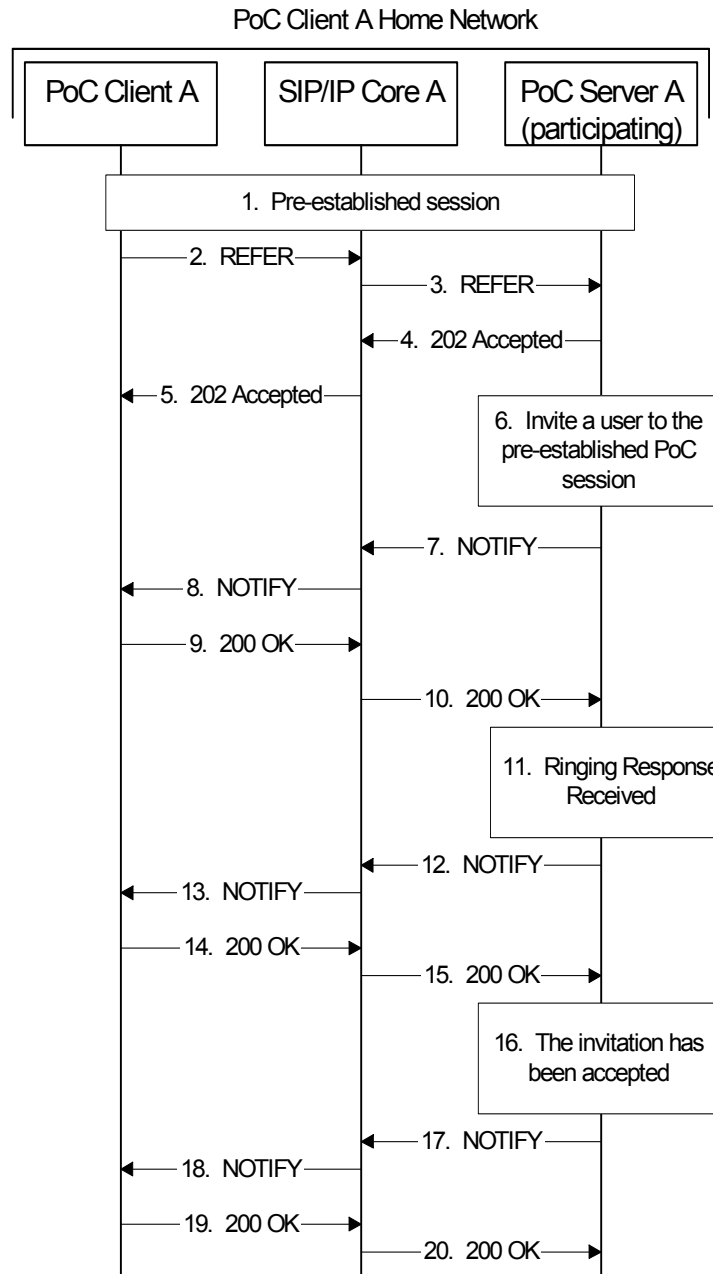 PoC Client A Home Network
PoC Client A
SIP/IP Core A
PoC Server A
(participating)
1. Pre-established session
2. REFER
3. REFER
4. 202 Accepted
5. 202 Accepted
6. Invite a user to the
pre-established PoC
session
7. NOTIFY
8. NOTIFY
9. 200 OK
10. 200 OK
11. Ringing Response
Received
12. NOTIFY
13. NOTIFY
14. 200 OK
15. 200 OK
16. The invitation has
been accepted
17. NOTIFY
18. NOTIFY
19. 200 OK
20. 200 OK